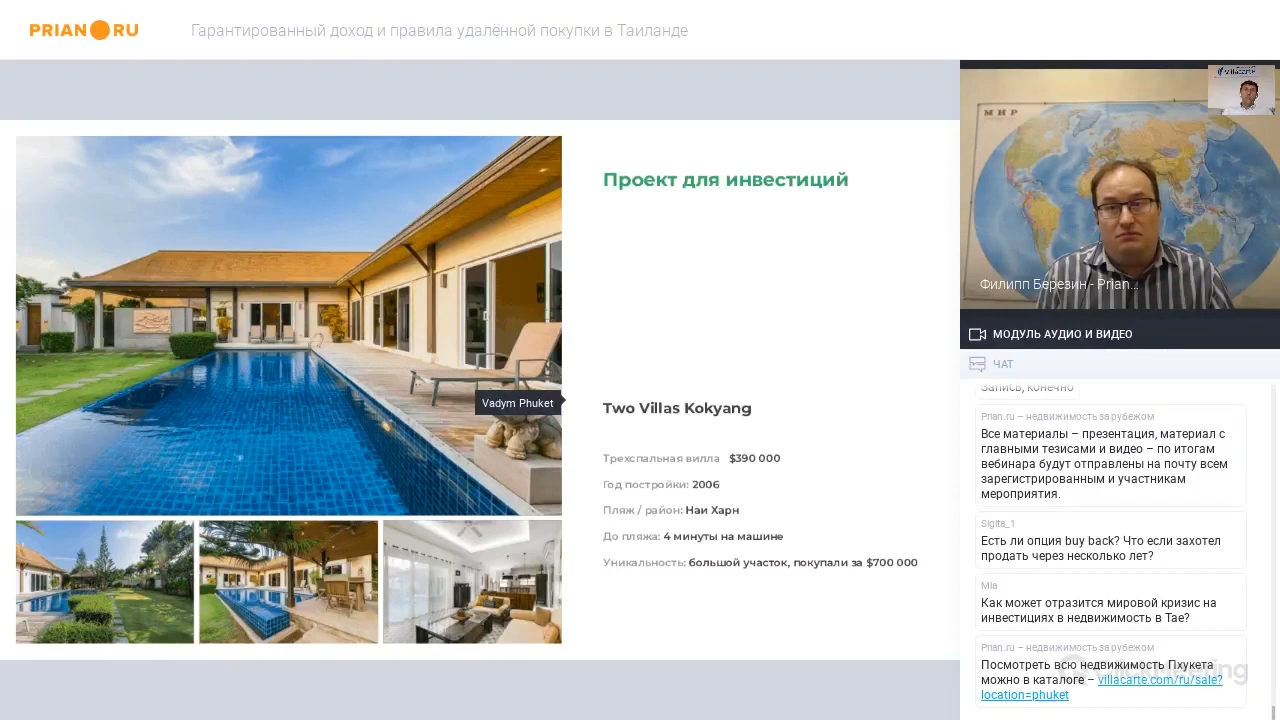 PRIAN RU
Гарантированный доход и правила удалённой покупки в Таиланде
Проект для инвестиций
Vadym Phuket
Two Villas Kokyang
Трехспальная вилла $390 000
Год постройки: 2006
Пляж / район: Наи Харн
До пляжа: 4 минуты на машине
Уникальность: большой участок, покупали за $700 000
villacarte
МИР
Филипп Березин - Prian...
МОДУЛЬ АУДИО И ВИДЕО
ЧАТ
Запись, конечно
Prian.ru – недвижимость за рубежом
Все материалы – презентация, материал с
главными тезисами и видео – по итогам
вебинара будут отправлены на почту всем
зарегистрированным и участникам
мероприятия.
Sigita_1
Есть ли опция buy back? Что если захотел
продать через несколько лет?
Mia
Как может отразится мировой кризис на
инвестициях в недвижимость в Тае?
Prian.ru – недвижимость за рубежом
Посмотреть всю недвижимость Пхукета
можно в каталоге – villacarte.com/ru/sale?
location=phuket